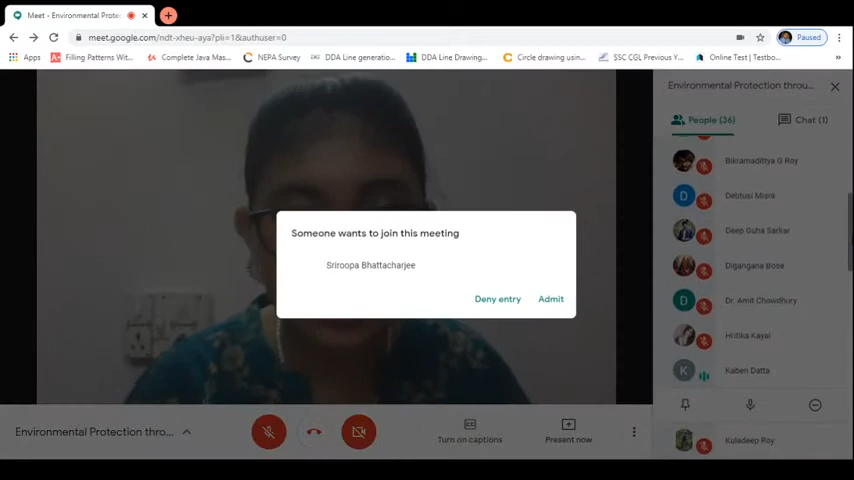 Meet - Environmental Prote
meet.google.com/ndt-xheu-aya?pli=1&authuser=0
Paused
Apps
Filling Patterns Wit...
Complete Java Mas...
NEPA Survey
DDA Line generatio...
DDA Line Drawing...
Circle drawing using...
SSC CGL Previous Y...
Online Test | Testbo...
Environmental Protection throu...
People (36)
Chat (1)
Bikramaditya G Roy
Debtusi Misra
Deep Guha Sarkar
Digangana Bose
D
Dr. Amit Chowdhury
Hritika Kayal
K
Kaberi Datta
Kuladeep Roy
Someone wants to join this meeting
Sriroopa Bhattacharjee
Deny entry
Admit
Environmental Protection thro...
Turn on captions
Present now